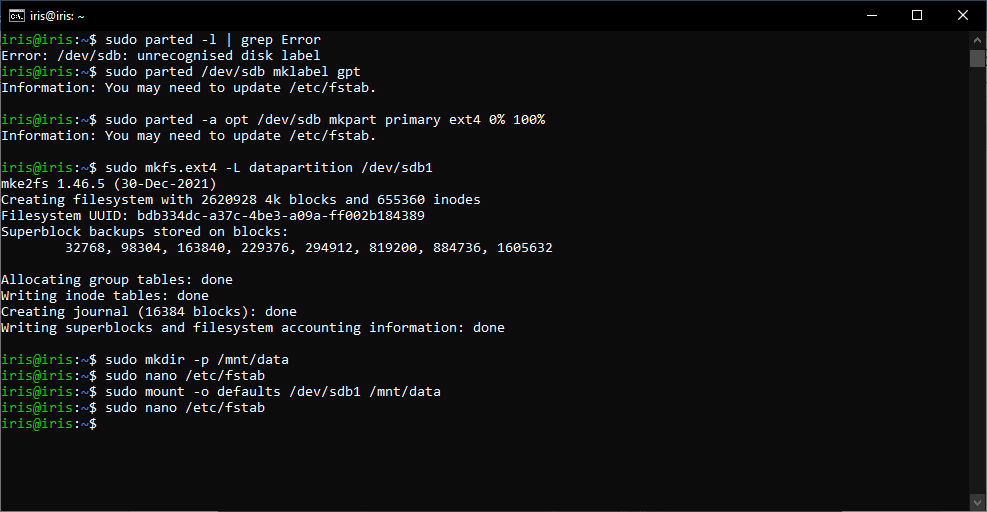 iris@iris: ~
iris@iris:~$ sudo parted -l | grep Error
Error: /dev/sdb: unrecognised disk label
iris@iris:~$ sudo parted /dev/sdb mklabel gpt
Information: You may need to update /etc/fstab.
iris@iris:~$ sudo parted -a opt /dev/sdb mkpart primary ext4 0% 100%
Information: You may need to update /etc/fstab.
iris@iris:~$ sudo mkfs.ext4 -L datapartition /dev/sdb1
mke2fs 1.46.5 (30-Dec-2021)
Creating filesystem with 2620928 4k blocks and 655360 inodes
Filesystem UUID: bdb334dc-a37c-4be3-a09a-ff002b184389
Superblock backups stored on blocks:
32768, 98304, 163840, 229376, 294912, 819200, 884736, 1605632
Allocating group tables: done
Writing inode tables: done
Creating journal (16384 blocks): done
Writing superblocks and filesystem accounting information: done
iris@iris:~$ sudo mkdir -p /mnt/data
iris@iris:~$ sudo nano /etc/fstab
iris@iris:~$ sudo mount -o defaults /dev/sdb1 /mnt/data
iris@iris:~$ sudo nano /etc/fstab
iris@iris:~$